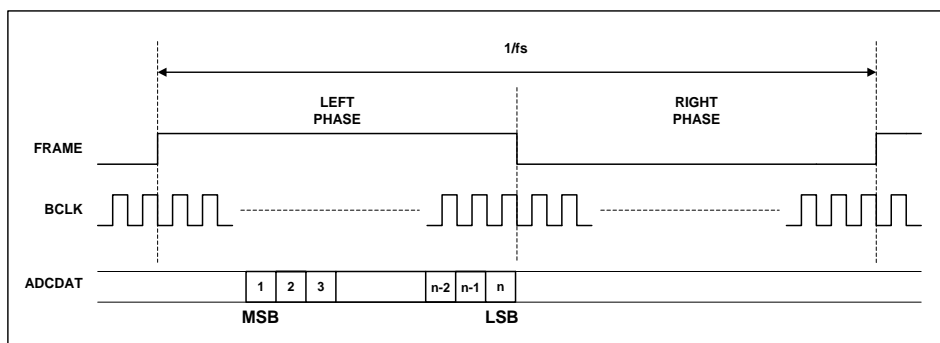 1/fs
LEFT
PHASE
RIGHT
PHASE
FRAME
BCLK
ADCDAT
1 2 3 n-2 n-1 n
MSB LSB